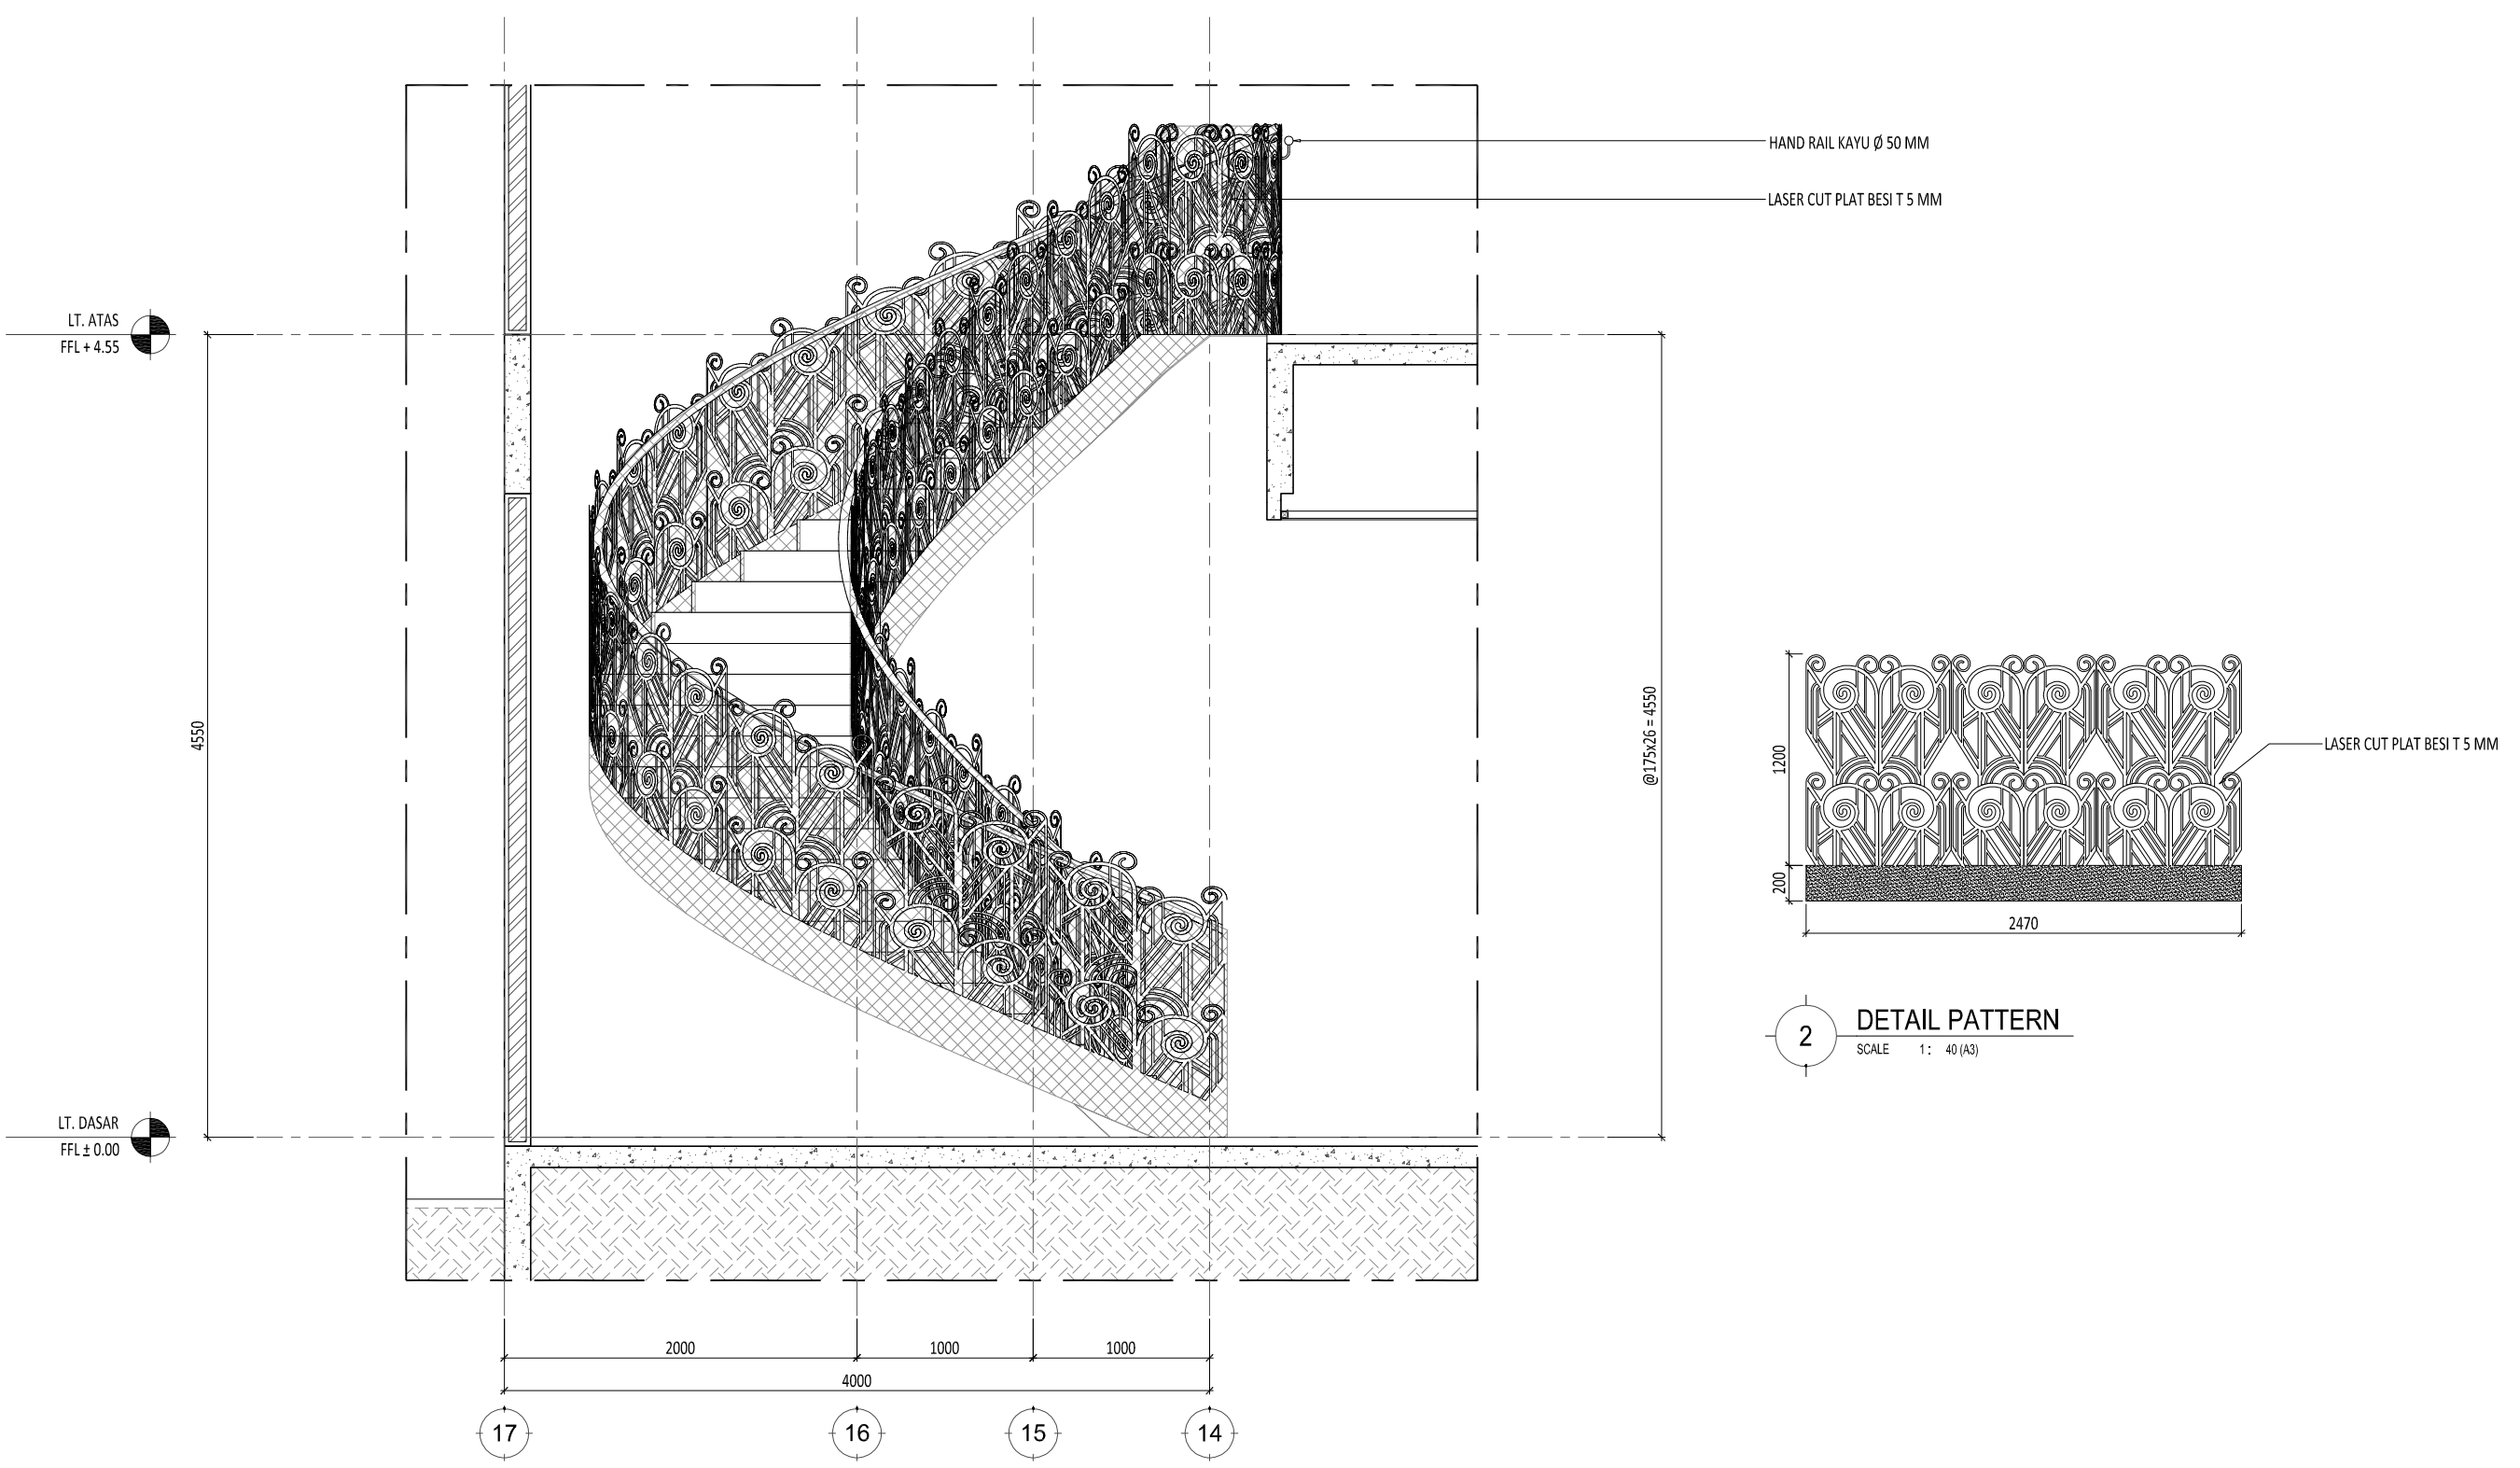 HAND RAIL KAYU Ø 50 MM
LASER CUT PLAT BESI T 5 MM
LT. ATAS
FFL + 4.55
4550
@175x26 = 4550
LT. DASAR
FFL ± 0.00
2000
1000
1000
4000
17
16
15
14
1200
200
2470
LASER CUT PLAT BESI T 5 MM
2
DETAIL PATTERN
SCALE 1 : 40 (A3)